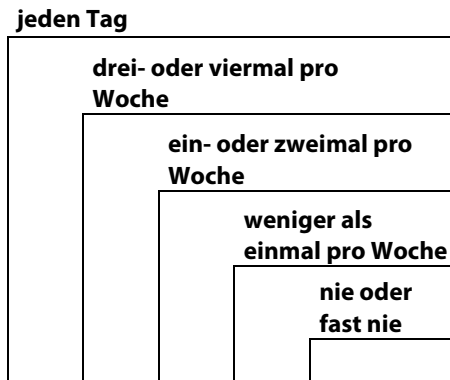 jeden Tag
drei- oder viermal pro
Woche
ein- oder zweimal pro
Woche
weniger als
einmal pro Woche
nie oder
fast nie